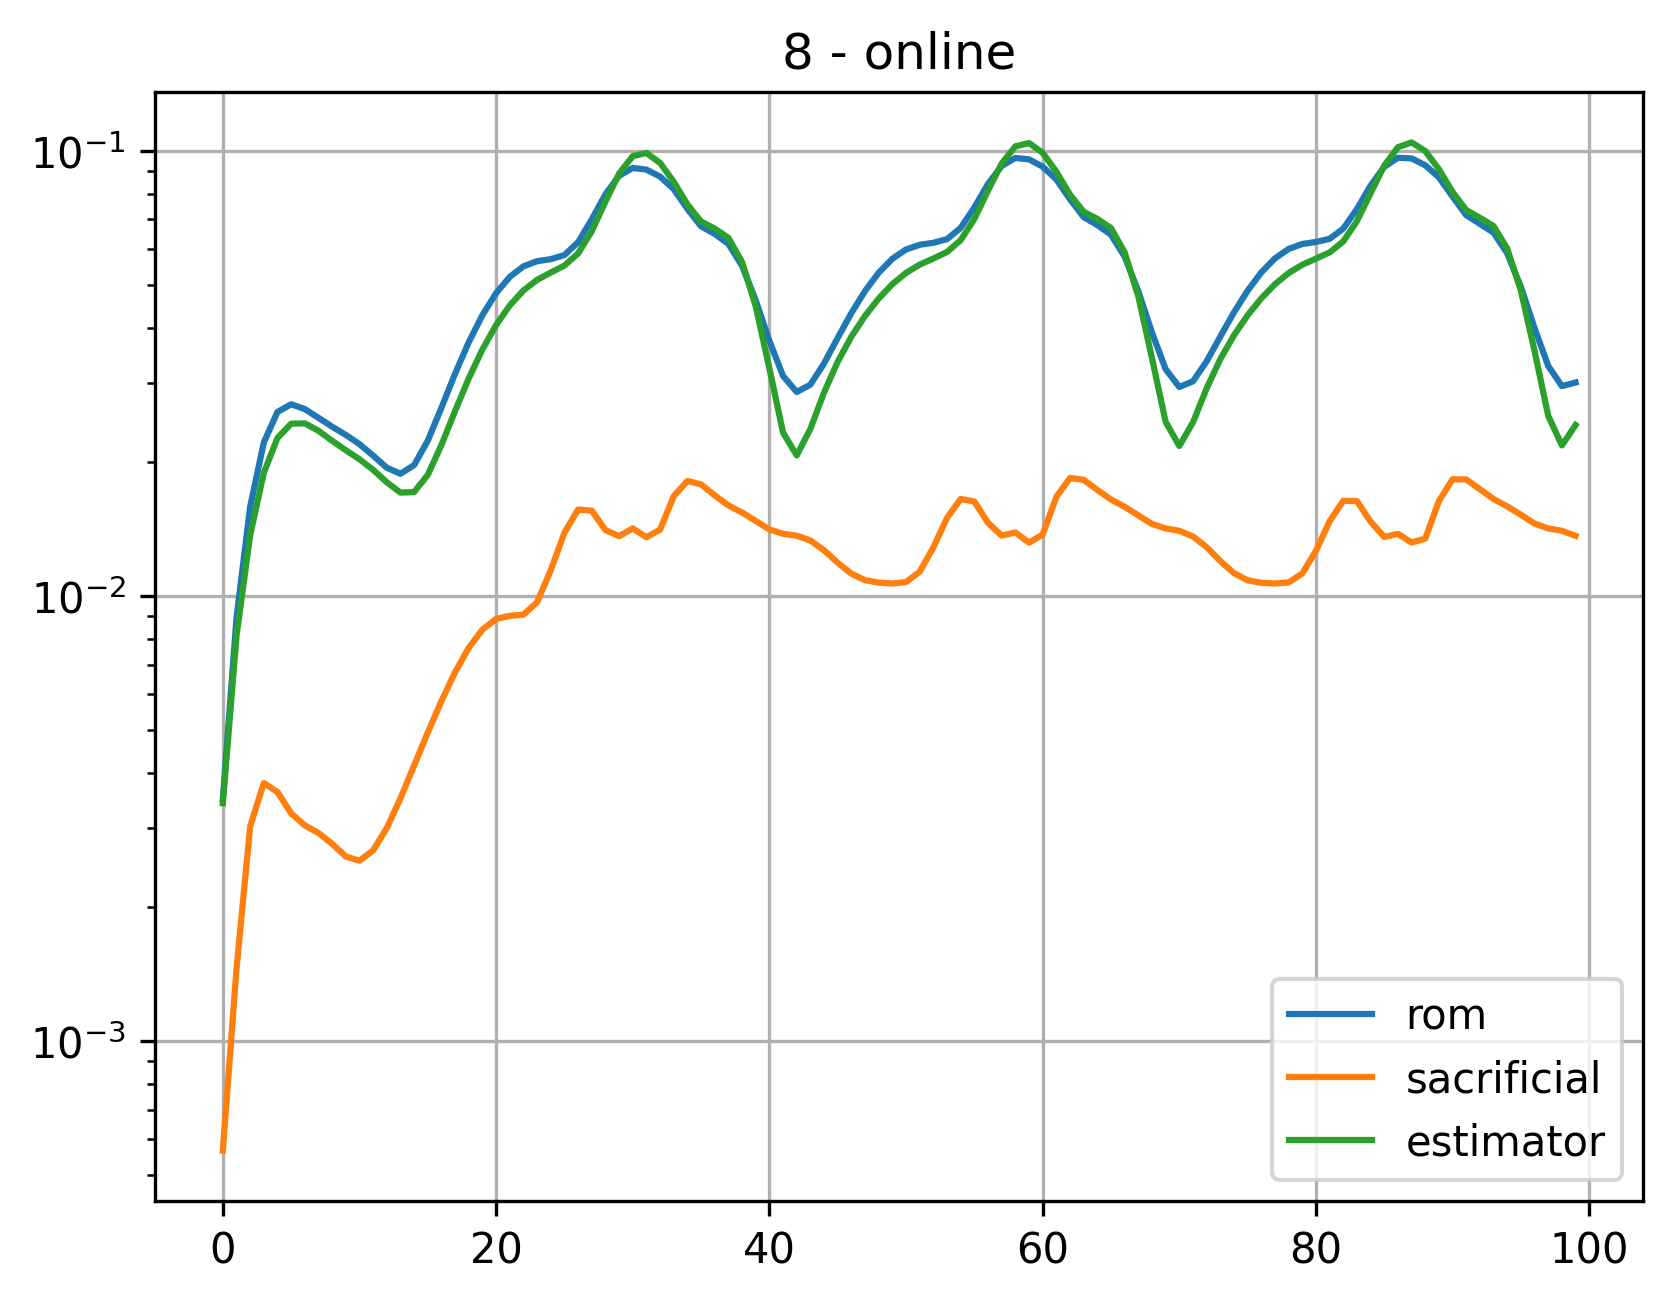 8 - online
10⁻¹
10⁻²
10⁻³
0 20 40 60 80 100
rom
sacrificial
estimator